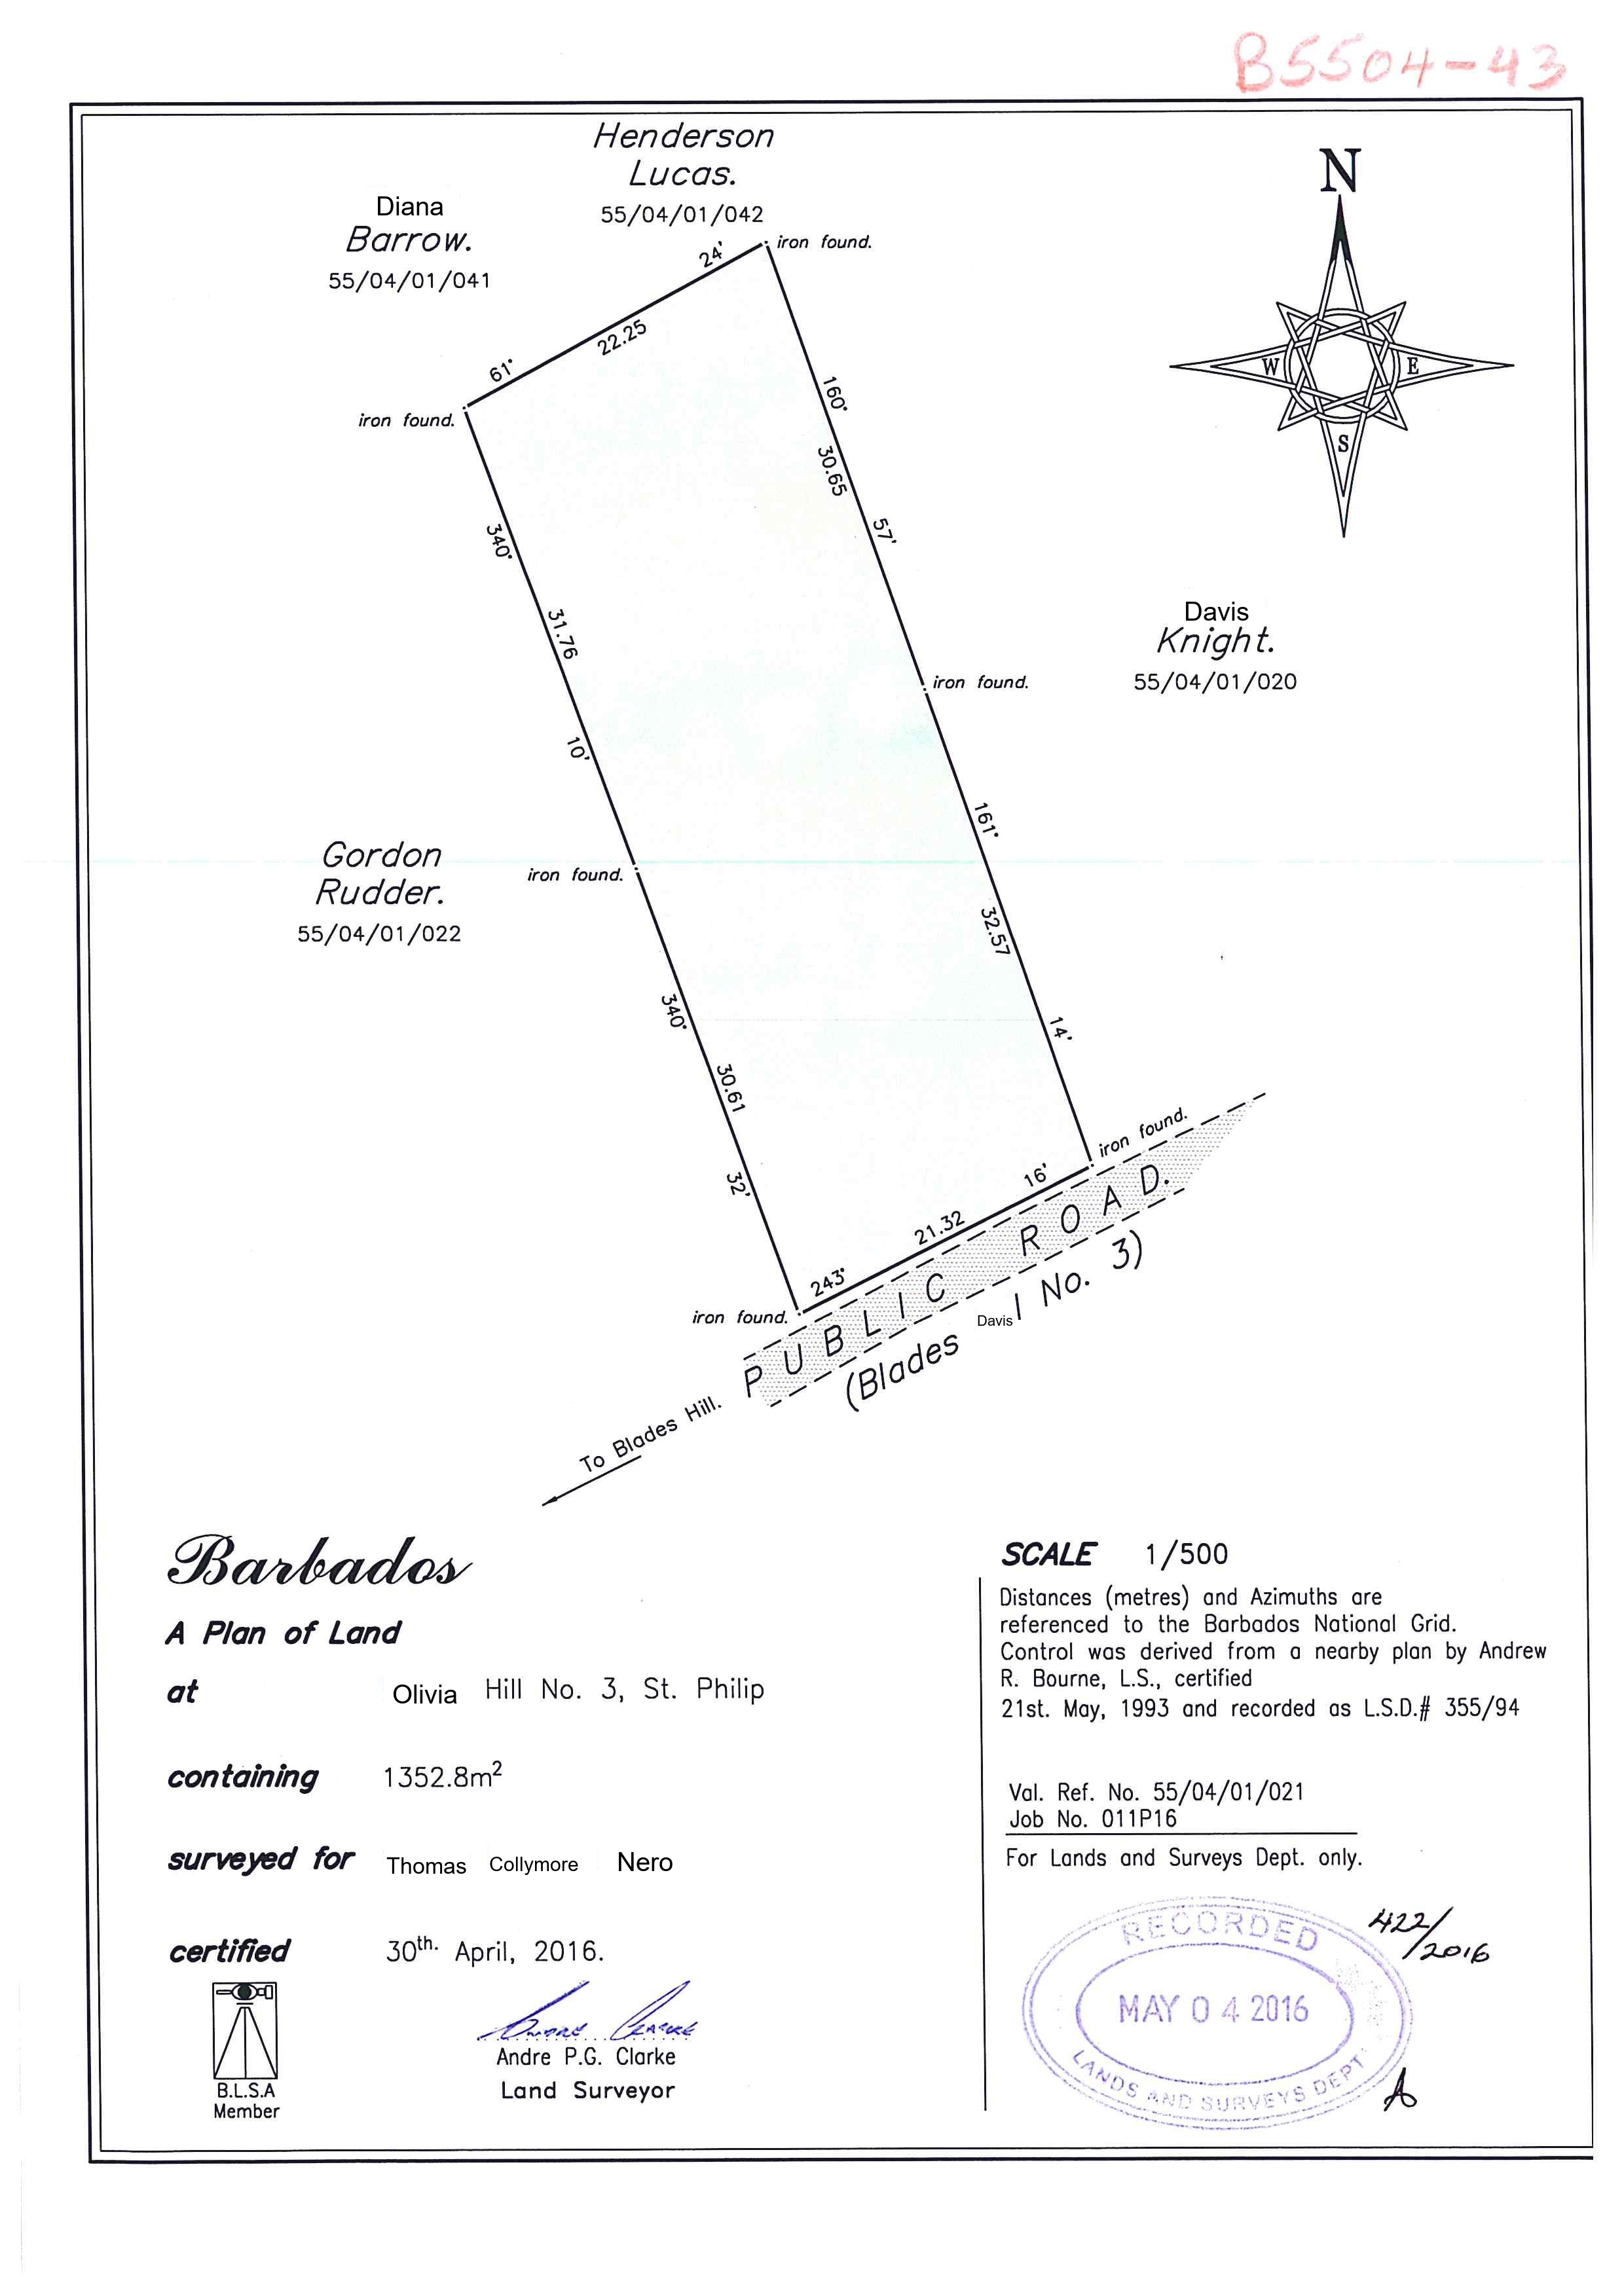 B5504-43
Henderson
Lucas.
55/04/01/042
Diana
Barrow.
55/04/01/041
N
W
E
S
iron found.
24'
22.25
61°
iron found.
160°
30.65
57'
340°
31.76
10'
Davis
Knight.
55/04/01/020
iron found.
161°
32.57
14'
Gordon
Rudder.
55/04/01/022
iron found.
340°
30.61
32'
iron found.
16'
21.32
243°
iron found.
PUBLIC ROAD.
(Blades Davis l No. 3)
To Blades Hill.
Barbados
A Plan of Land
at Olivia Hill No. 3, St. Philip
containing 1352.8m²
surveyed for Thomas Collymore Nero
certified 30th. April, 2016.
B.L.S.A
Member
Andre P.G. Clarke
Land Surveyor
SCALE 1/500
Distances (metres) and Azimuths are
referenced to the Barbados National Grid.
Control was derived from a nearby plan by Andrew
R. Bourne, L.S., certified
21st. May, 1993 and recorded as L.S.D.# 355/94
Val. Ref. No. 55/04/01/021
Job No. 011P16
For Lands and Surveys Dept. only.
422/
2016
RECORDED
MAY 04 2016
LANDS AND SURVEYS DEPT.